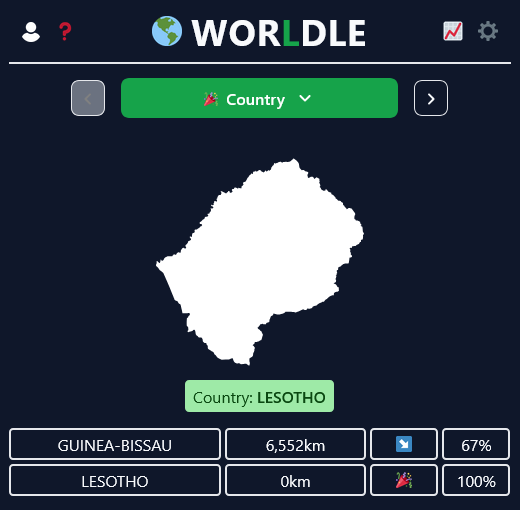 WORLDLE
Country
Country: LESOTHO
GUINEA-BISSAU 6,552km 67%
LESOTHO 0km 100%